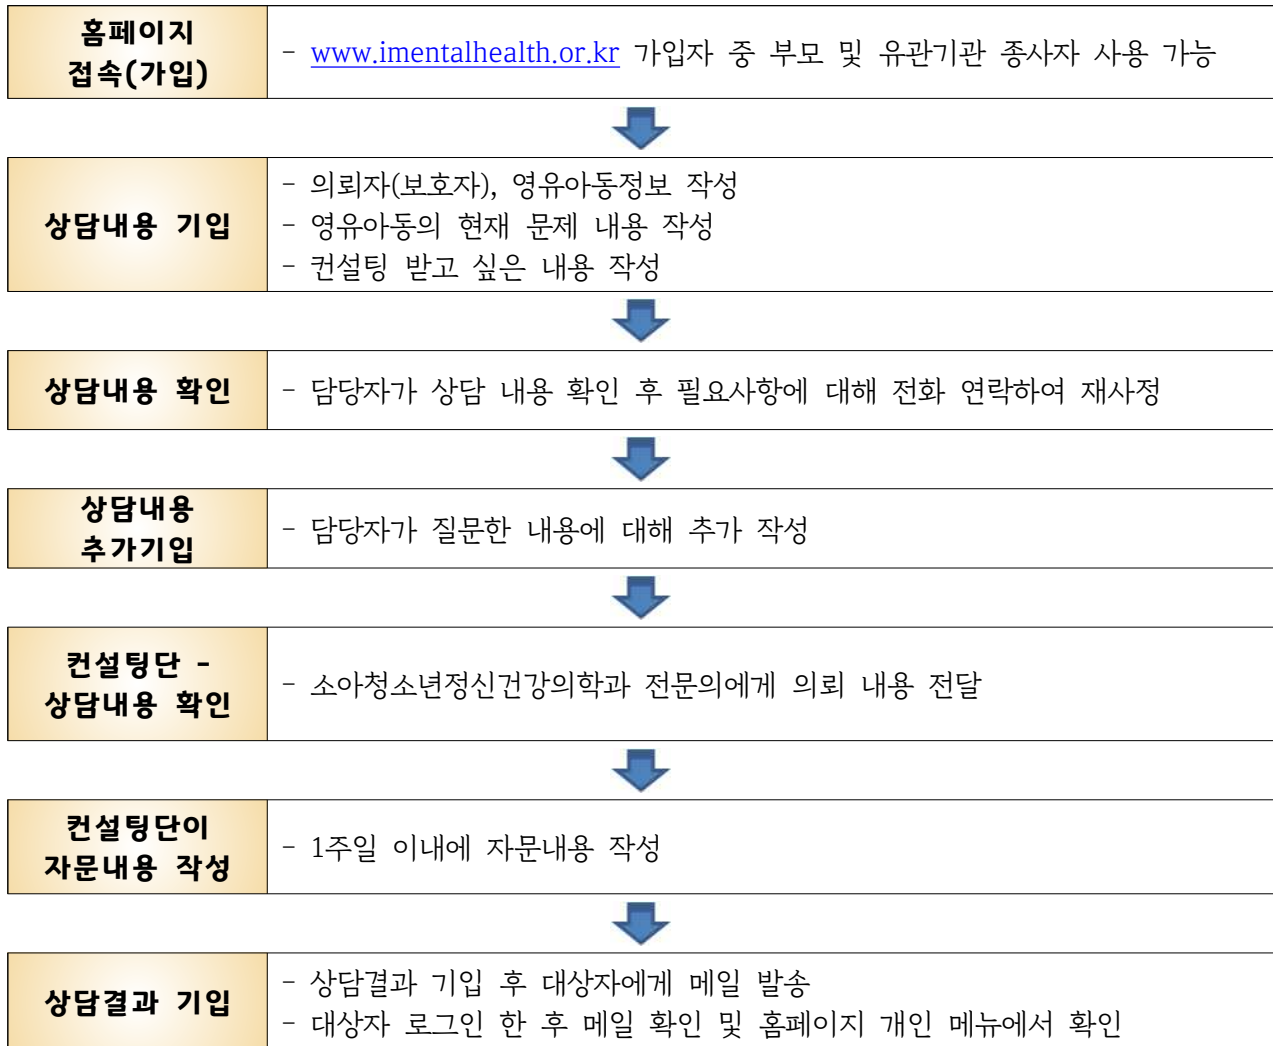 홈페이지
접속(가입)
- www.imentalhealth.or.kr 가입자 중 부모 및 유관기관 종사자 사용 가능
상담내용 기입
- 의뢰자(보호자), 영유아동정보 작성
- 영유아동의 현재 문제 내용 작성
- 컨설팅 받고 싶은 내용 작성
상담내용 확인
- 담당자가 상담 내용 확인 후 필요사항에 대해 전화 연락하여 재사정
상담내용
추가기입
- 담당자가 질문한 내용에 대해 추가 작성
컨설팅단 -
상담내용 확인
- 소아청소년정신건강의학과 전문의에게 의뢰 내용 전달
컨설팅단이
자문내용 작성
- 1주일 이내에 자문내용 작성
상담결과 기입
- 상담결과 기입 후 대상자에게 메일 발송
- 대상자 로그인 한 후 메일 확인 및 홈페이지 개인 메뉴에서 확인